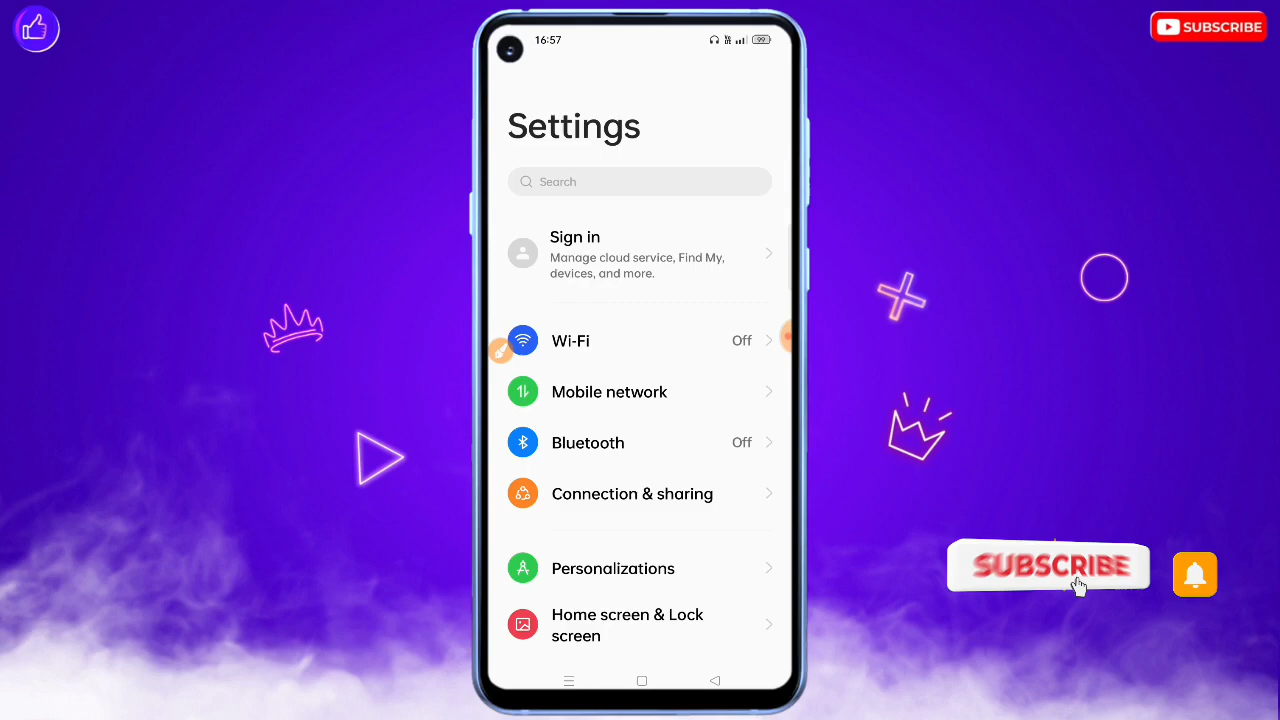 SUBSCRIBE
16:57
99
Settings
Search
Sign in
Manage cloud service, Find My,
devices, and more.
Wi-Fi
Off
Mobile network
Bluetooth
Off
Connection & sharing
Personalizations
Home screen & Lock
screen
SUBSCRIBE